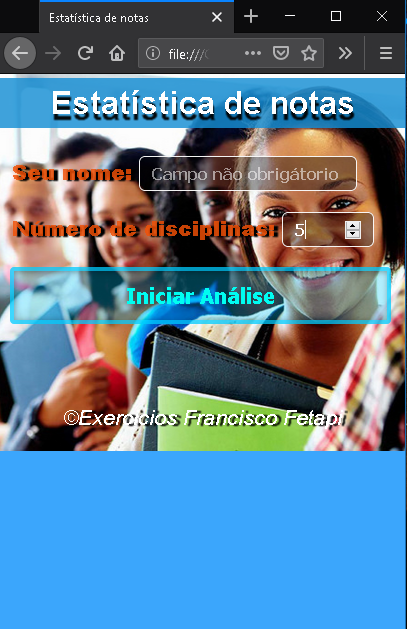 Estatística de notas
file:///
Estatística de notas
Seu nome: Campo não obrigátorio
Número de disciplinas: 5
Iniciar Análise
©Exercícios Francisco Fetapi